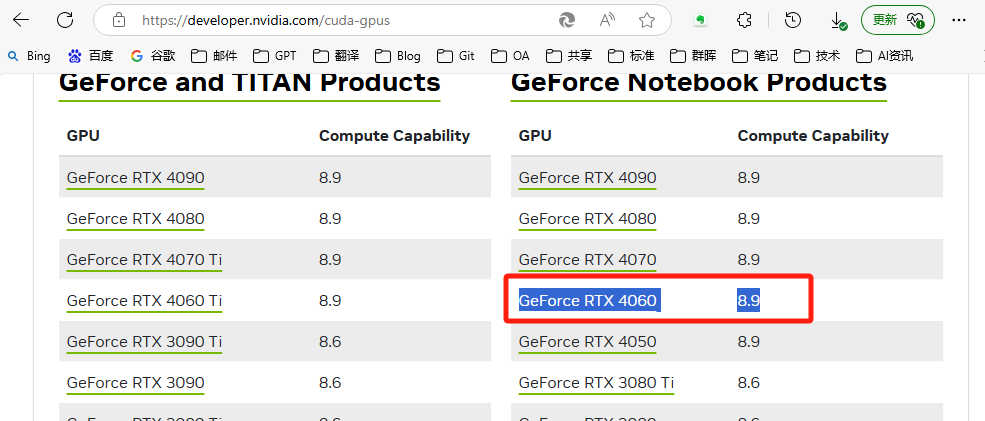 https://developer.nvidia.com/cuda-gpus
更新
Bing 百度 谷歌 邮件 GPT 翻译 Blog Git OA 共享 标准 群晖 笔记 技术 AI资讯
GeForce and TITAN Products
GPU Compute Capability
GeForce RTX 4090 8.9
GeForce RTX 4080 8.9
GeForce RTX 4070 Ti 8.9
GeForce RTX 4060 Ti 8.9
GeForce RTX 3090 Ti 8.6
GeForce RTX 3090 8.6
GeForce Notebook Products
GPU Compute Capability
GeForce RTX 4090 8.9
GeForce RTX 4080 8.9
GeForce RTX 4070 8.9
GeForce RTX 4060 8.9
GeForce RTX 4050 8.9
GeForce RTX 3080 Ti 8.6